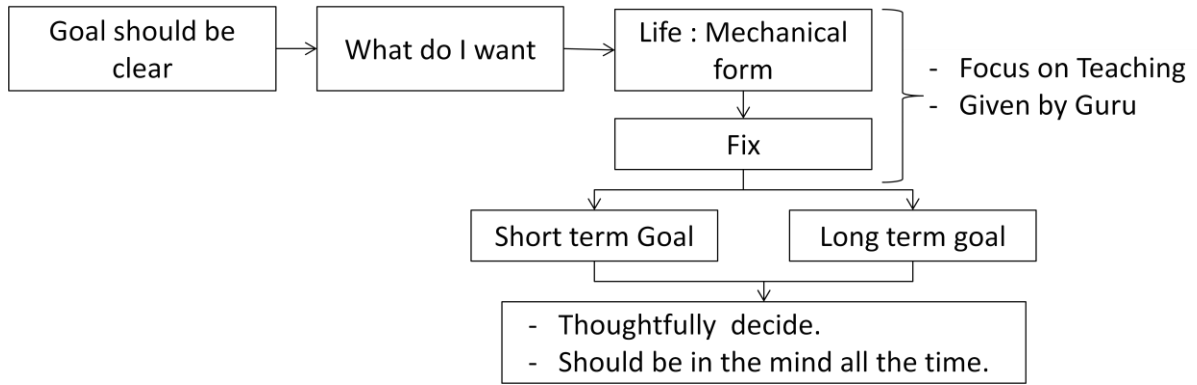 Goal should be
clear
What do I want
Life : Mechanical
form
- Focus on Teaching
- Given by Guru
Fix
Short term Goal
Long term goal
- Thoughtfully decide.
- Should be in the mind all the time.